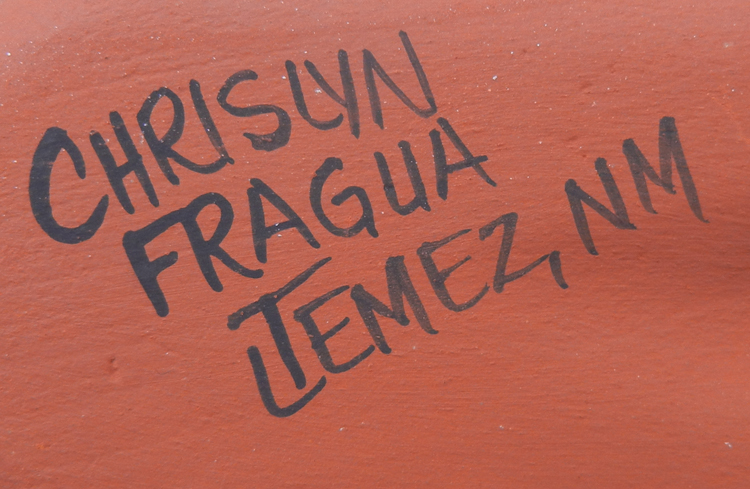 CHRISLYN
FRAGUA
JEMEZ, NM